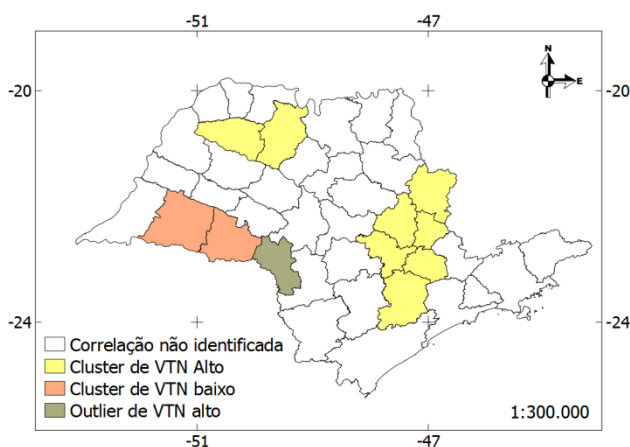 -51 -47
N
E
-20 -20
-24 -24
Correlação não identificada
Cluster de VTN Alto
Cluster de VTN baixo
Outlier de VTN alto
1:300.000
-51 -47